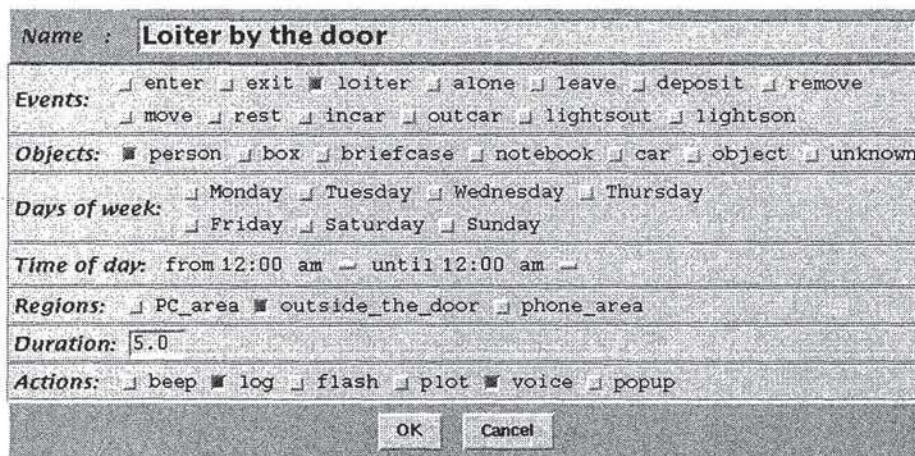 Name : Loiter by the door
Events: enter exit loiter alone leave deposit remove
move rest incar outcar lightsout lightson
Objects: person box briefcase notebook car object unknown
Days of week: Monday Tuesday Wednesday Thursday
Friday Saturday Sunday
Time of day: from 12:00 am until 12:00 am
Regions: PC_area outside_the_door phone_area
Duration: 5.0
Actions: beep log flash plot voice popup
OK Cancel